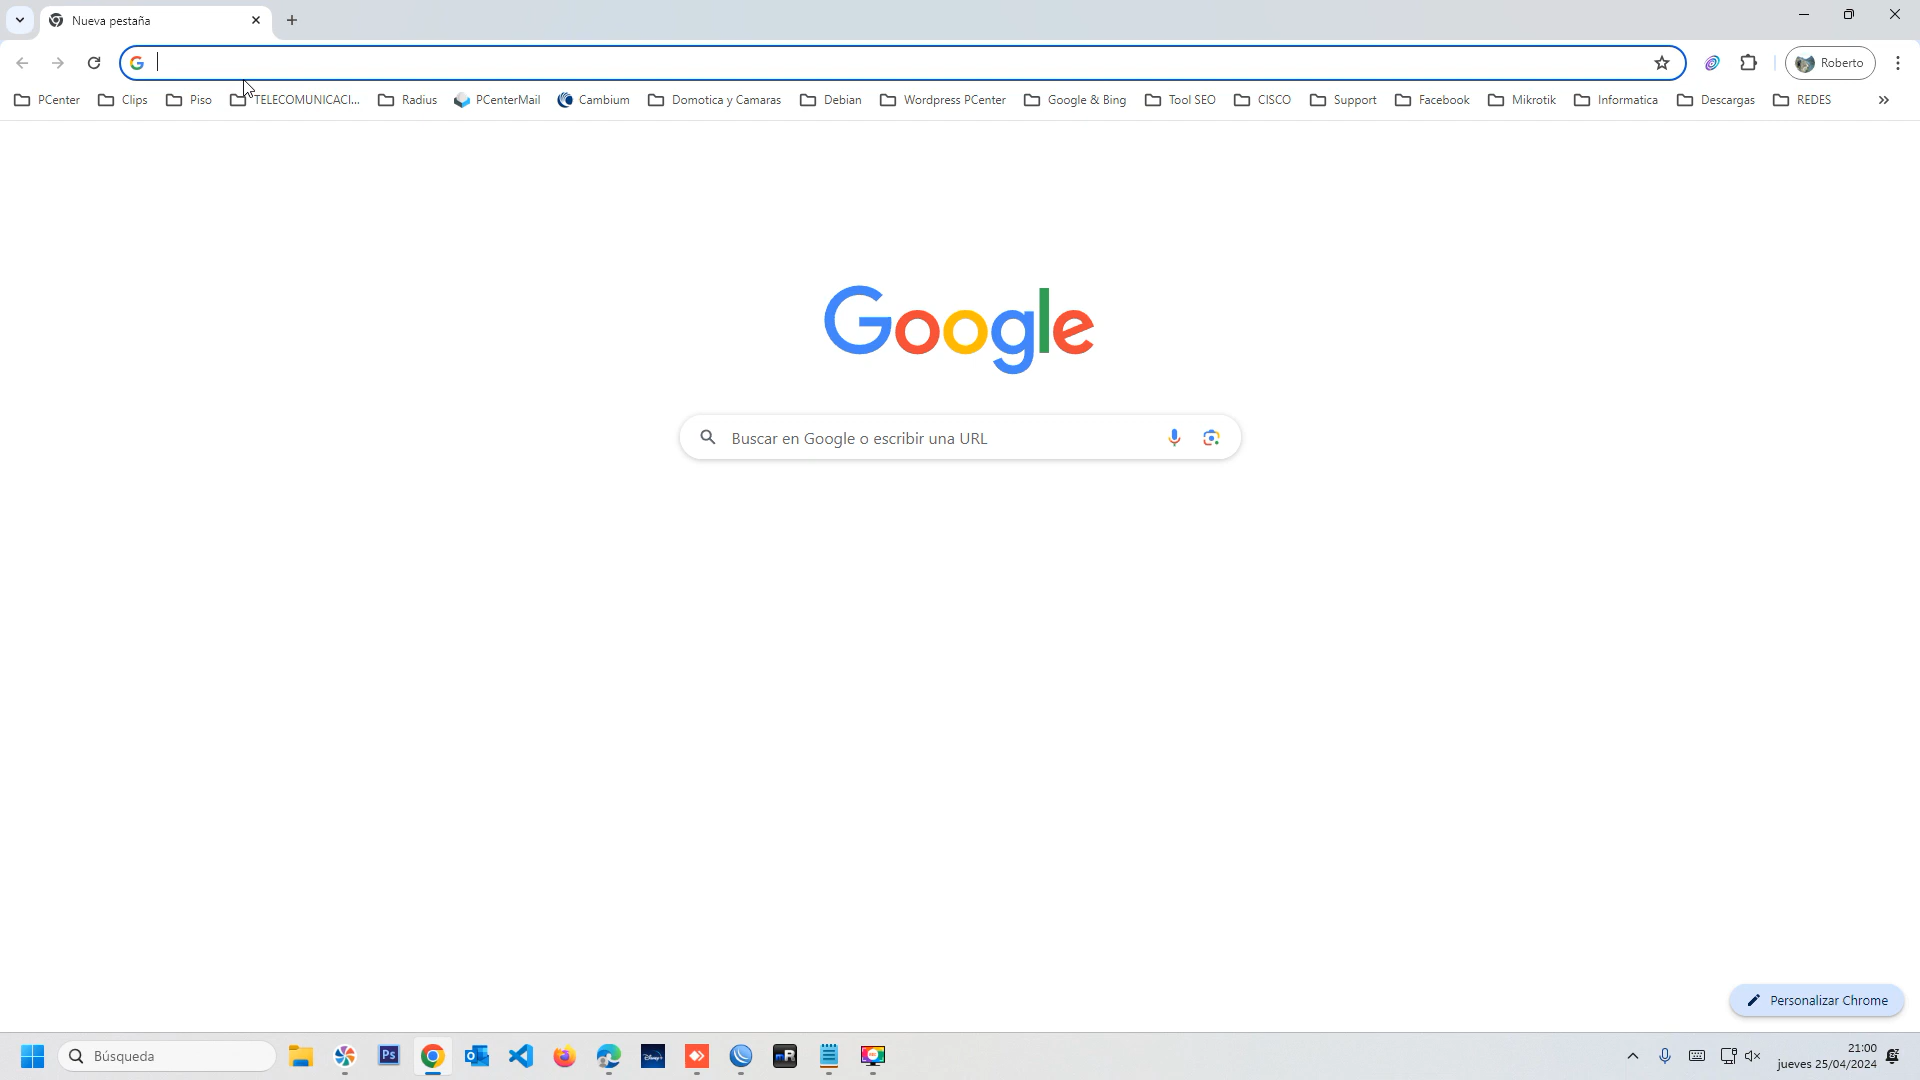 Nueva pestaña
Roberto
PCenter Clips Piso TELECOMUNICACI... Radius PCenterMail Cambium Domotica y Camaras Debian Wordpress PCenter Google & Bing Tool SEO CISCO Support Facebook Mikrotik Informatica Descargas REDES
Google
Buscar en Google o escribir una URL
Personalizar Chrome
Búsqueda
Ps
Disney+
R
21:00
jueves 25/04/2024